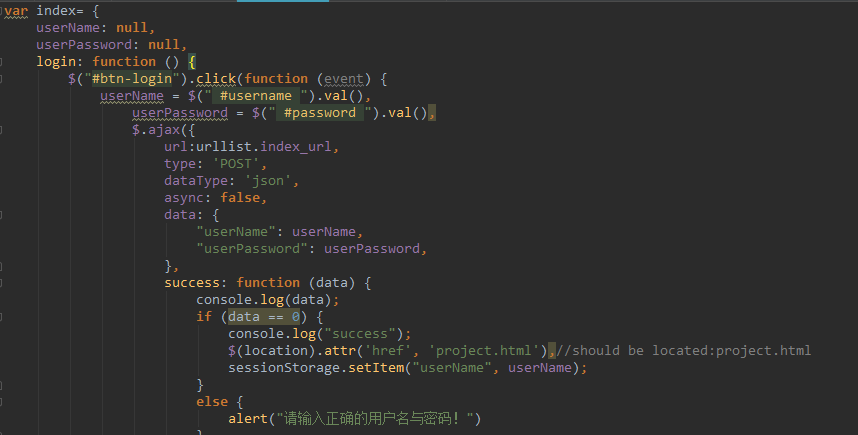 var index= {
userName: null,
userPassword: null,
login: function () {
$("#btn-login").click(function (event) {
userName = $(" #username ").val(),
userPassword = $(" #password ").val(),
$.ajax({
url:urllist.index_url,
type: 'POST',
dataType: 'json',
async: false,
data: {
"userName": userName,
"userPassword": userPassword,
},
success: function (data) {
console.log(data);
if (data == 0) {
console.log("success");
$(location).attr('href', 'project.html'),//should be located:project.html
sessionStorage.setItem("userName", userName);
}
else {
alert("请输入正确的用户名与密码！")